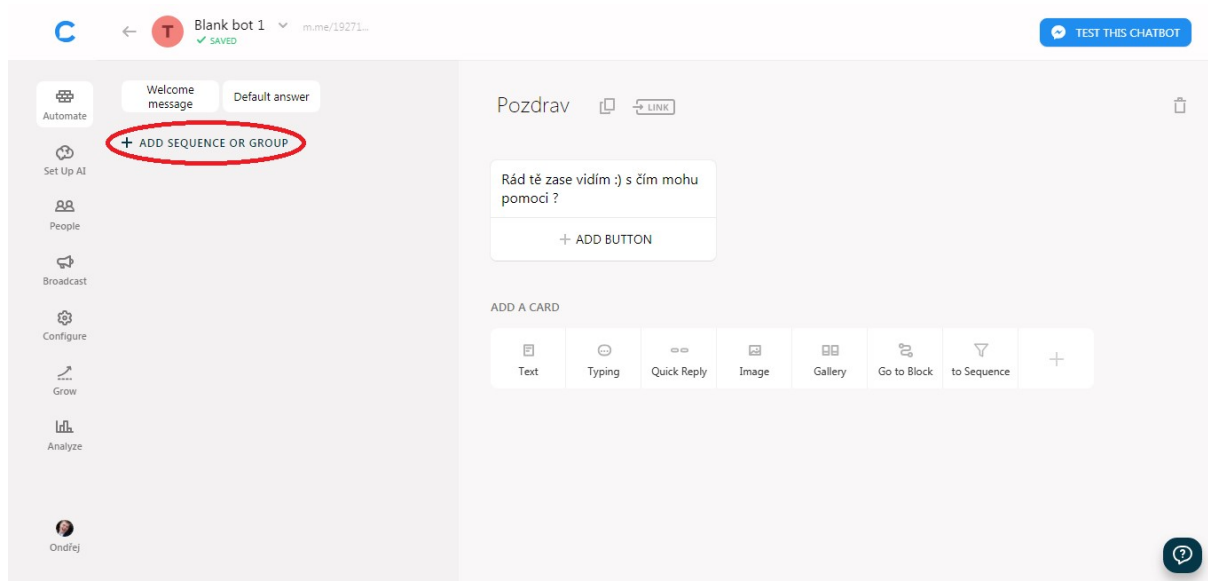 C
T
Blank bot 1
m.me/19271...
SAVED
TEST THIS CHATBOT
Automate
Set Up AI
People
Broadcast
Configure
Grow
Analyze
Ondřej
Welcome
message
Default answer
+ ADD SEQUENCE OR GROUP
Pozdrav
LINK
Rád tě zase vidím :) s čím mohu
pomoci ?
+ ADD BUTTON
ADD A CARD
Text
Typing
Quick Reply
Image
Gallery
Go to Block
to Sequence
+
?